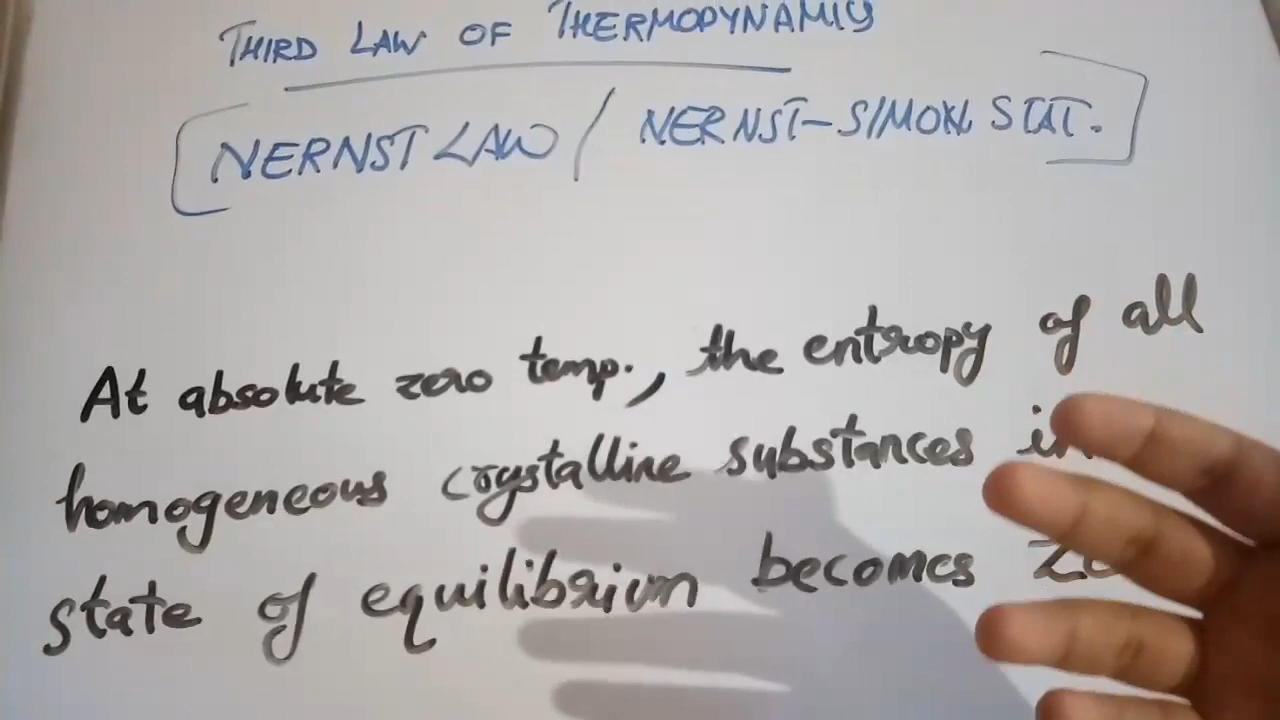 THIRD LAW OF THERMODYNAMICS
[NERNST LAW / NERNST-SIMON STAT.]
At absolute zero temp., the entropy of all
homogeneous crystalline substances
state of equilibrium becomes